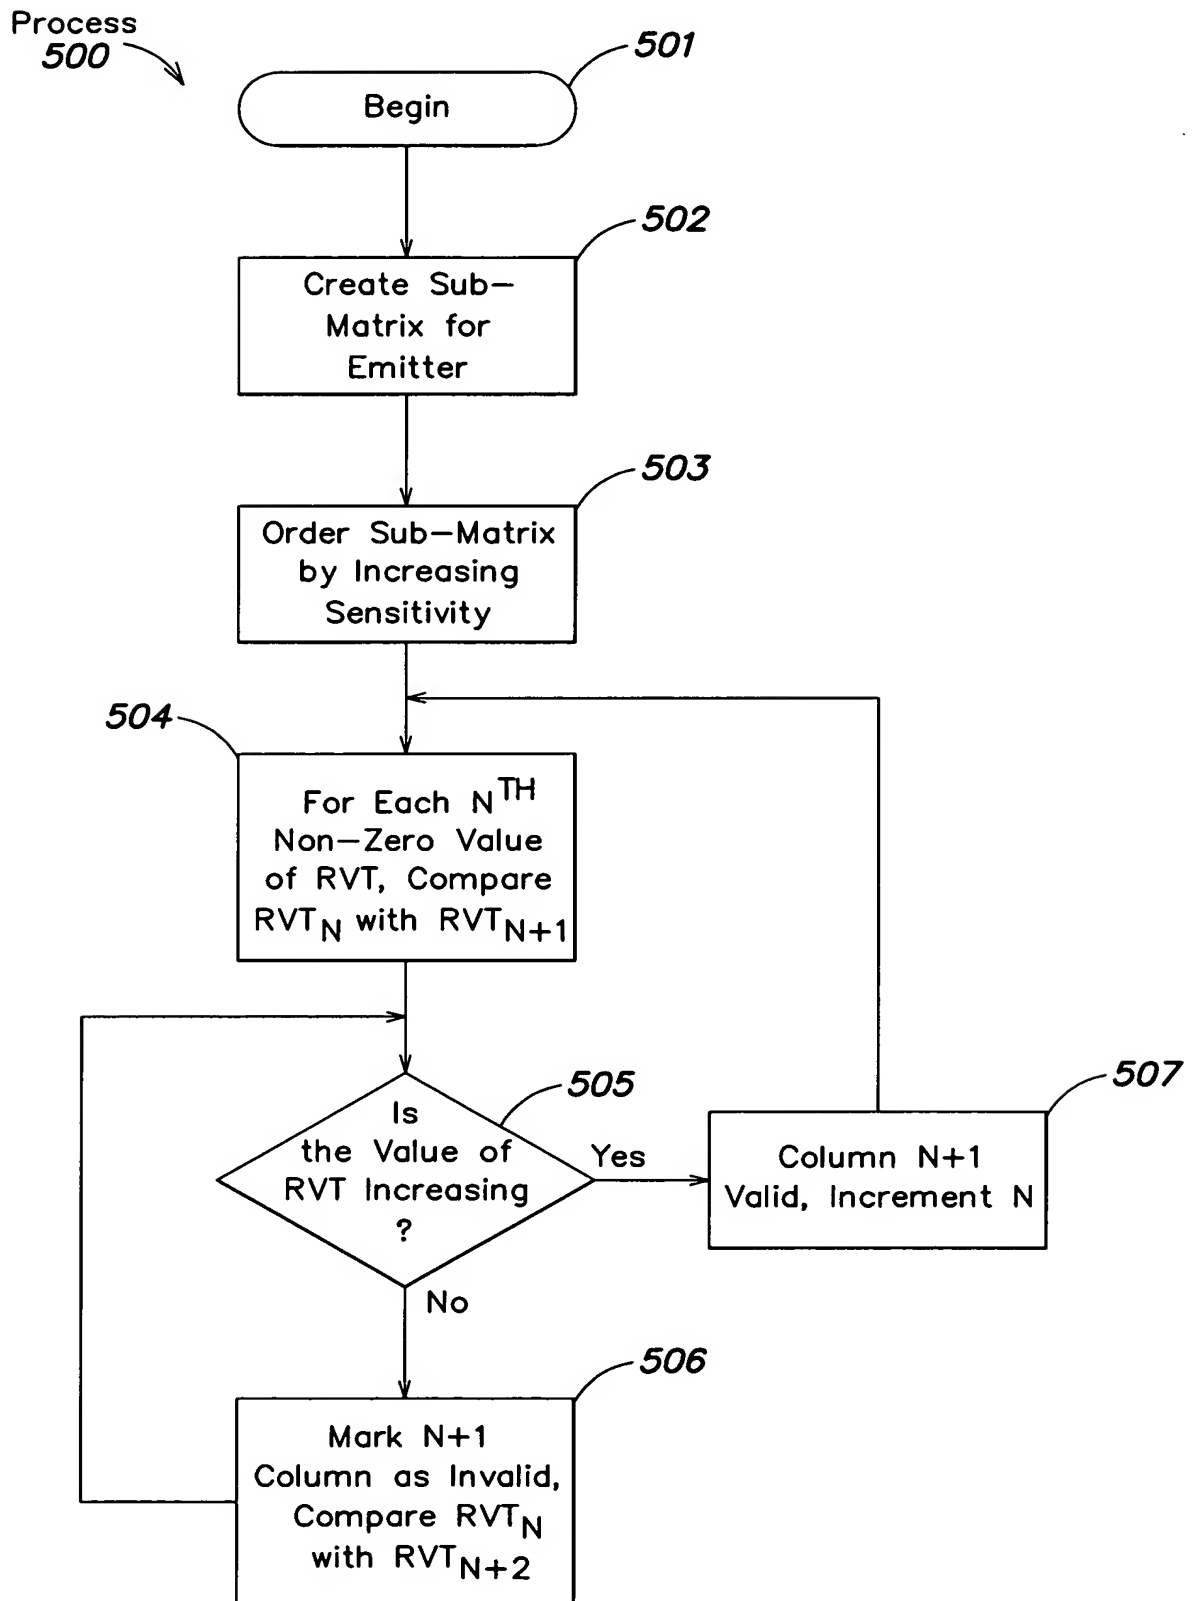 Process
500
501
Begin
502
Create Sub-
Matrix for
Emitter
503
Order Sub-Matrix
by Increasing
Sensitivity
504
For Each N^TH
Non-Zero Value
of RVT, Compare
RVT_N with RVT_N+1
505
Is
the Value of
RVT Increasing
?
Yes
507
Column N+1
Valid, Increment N
No
506
Mark N+1
Column as Invalid,
Compare RVT_N
with RVT_N+2